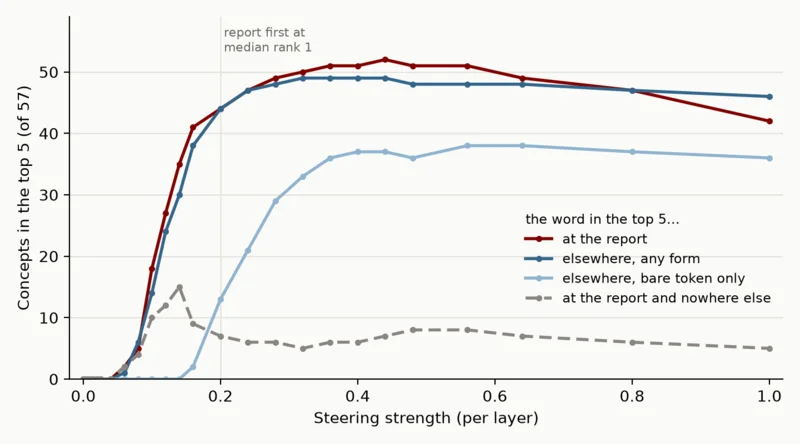 report first at
median rank 1
Concepts in the top 5 (of 57)
50
40
30
20
10
0
the word in the top 5...
at the report
elsewhere, any form
elsewhere, bare token only
at the report and nowhere else
0.0 0.2 0.4 0.6 0.8 1.0
Steering strength (per layer)